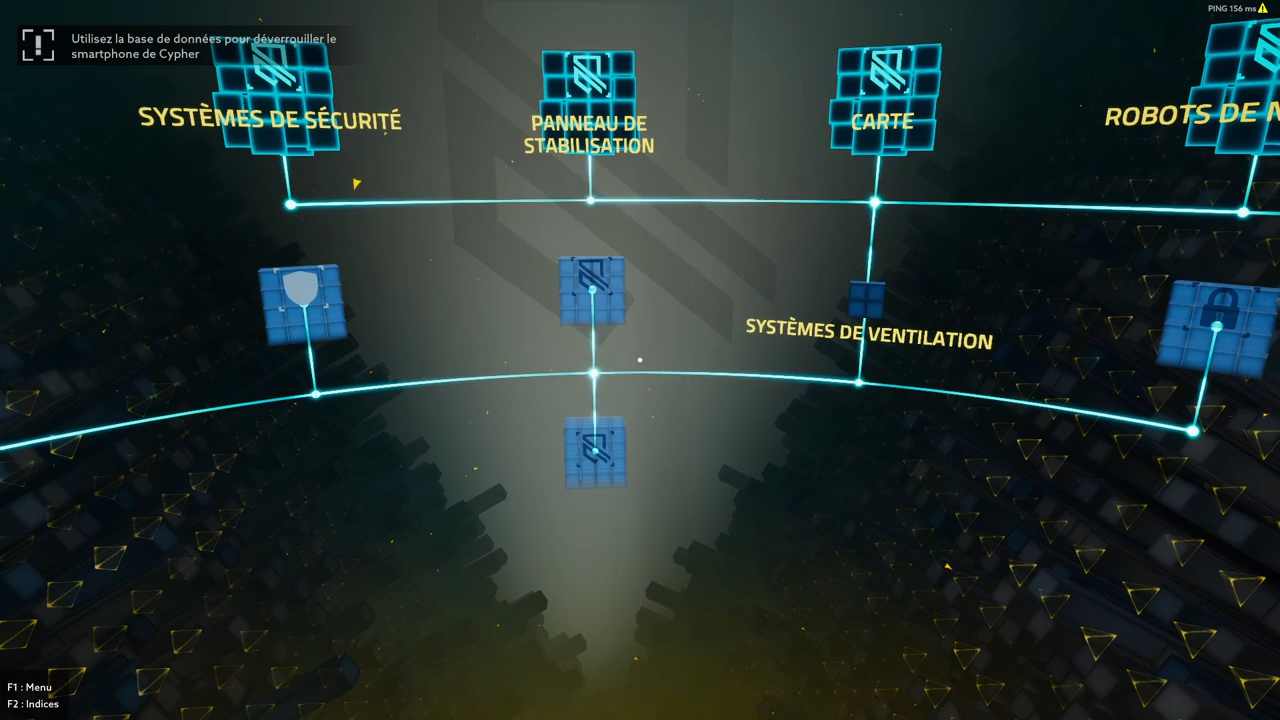 PING 156 ms
Utilisez la base de données pour déverrouiller le
smartphone de Cypher
SYSTÈMES DE SÉCURITÉ
PANNEAU DE
STABILISATION
CARTE
ROBOTS DE
SYSTÈMES DE VENTILATION
F1 : Menu
F2 : Indices